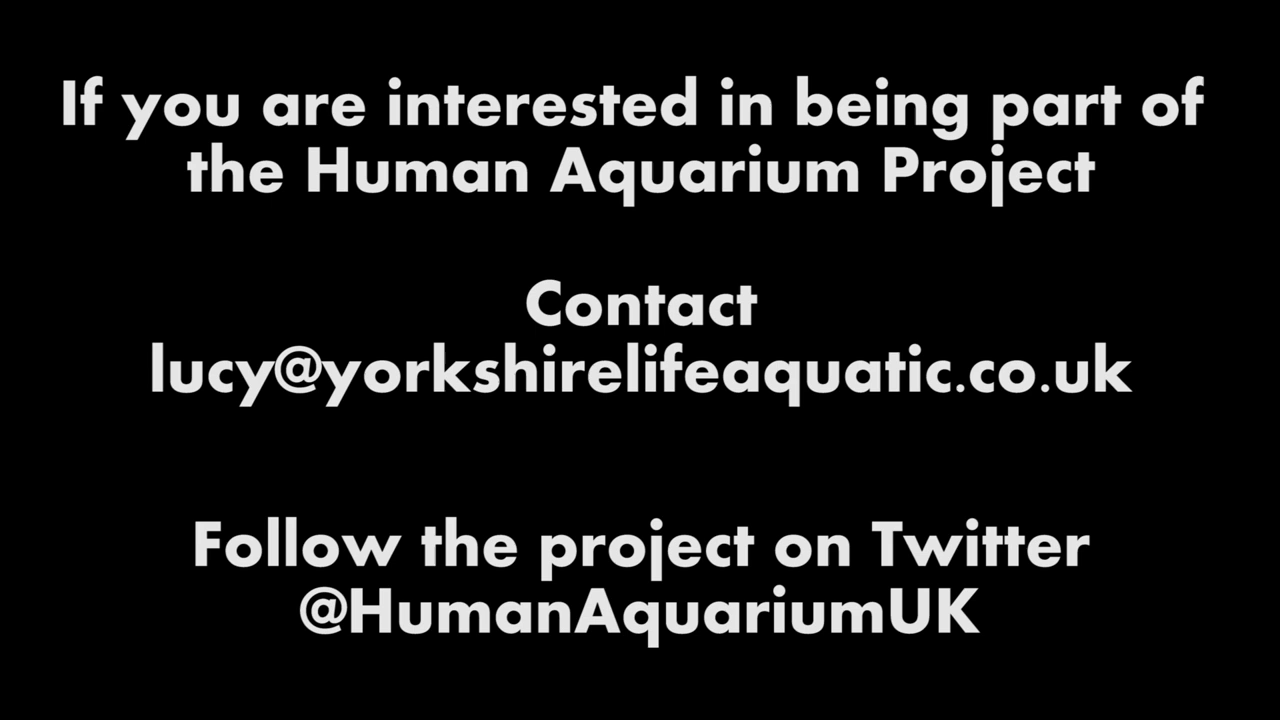 If you are interested in being part of
the Human Aquarium Project
Contact
lucy@yorkshirelifeaquatic.co.uk
Follow the project on Twitter
@HumanAquariumUK